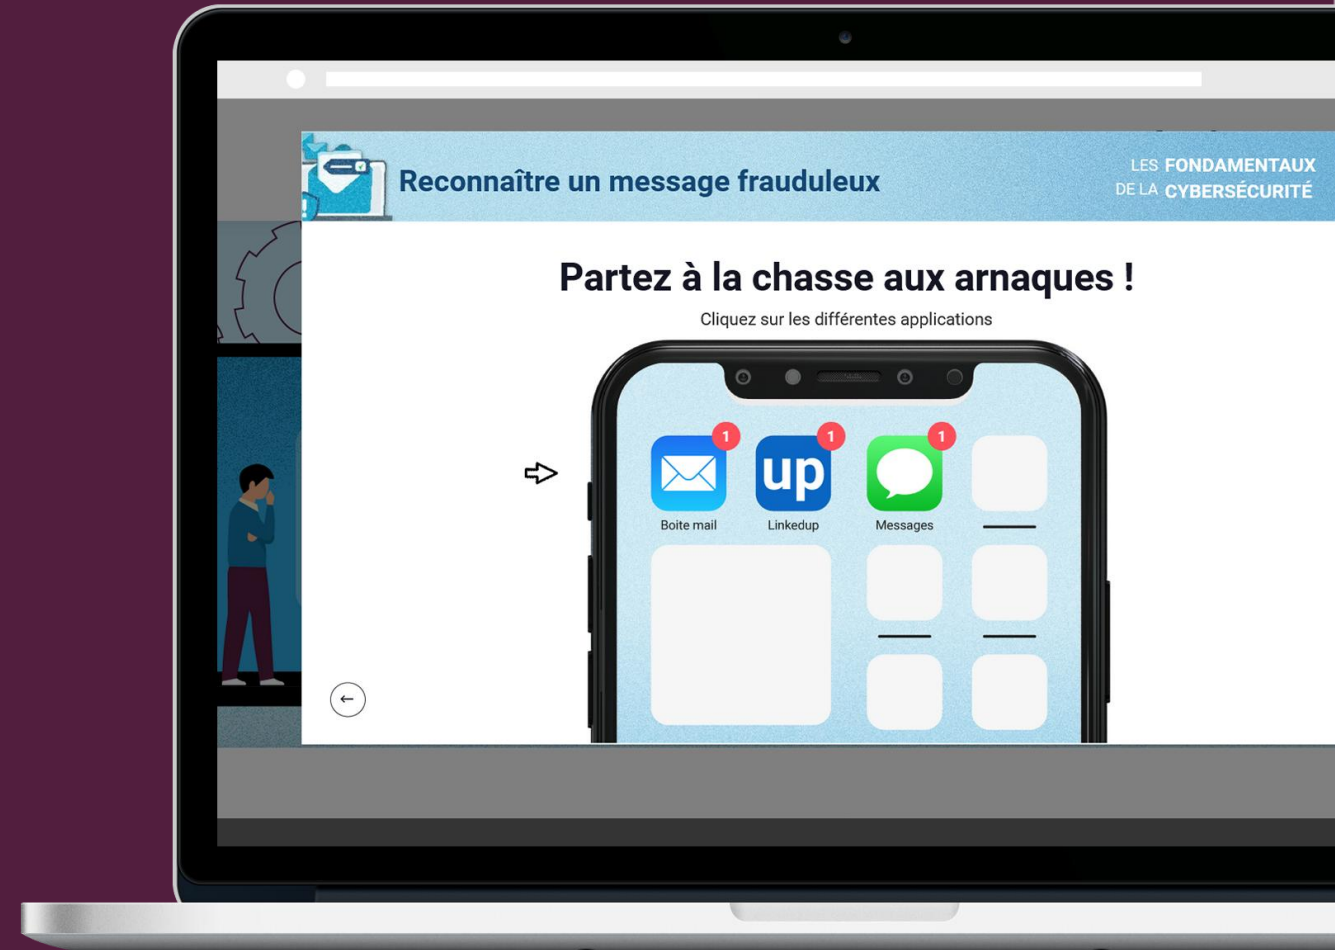 Reconnaître un message frauduleux
LES FONDAMENTAUX
DE LA CYBERSÉCURITÉ
Partez à la chasse aux arnaques !
Cliquez sur les différentes applications
1
1
1
up
Boite mail
Linkedup
Messages